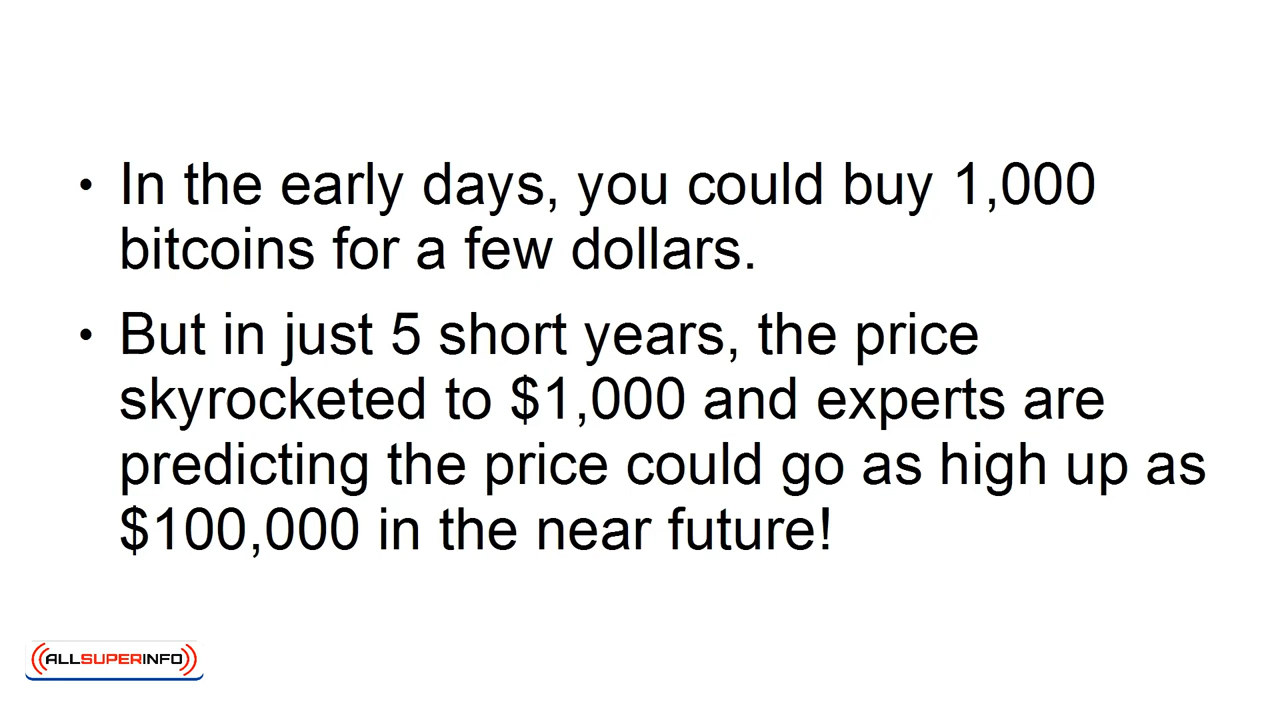 • In the early days, you could buy 1,000
bitcoins for a few dollars.
• But in just 5 short years, the price
skyrocketed to $1,000 and experts are
predicting the price could go as high up as
$100,000 in the near future!
ALLSUPERINFO